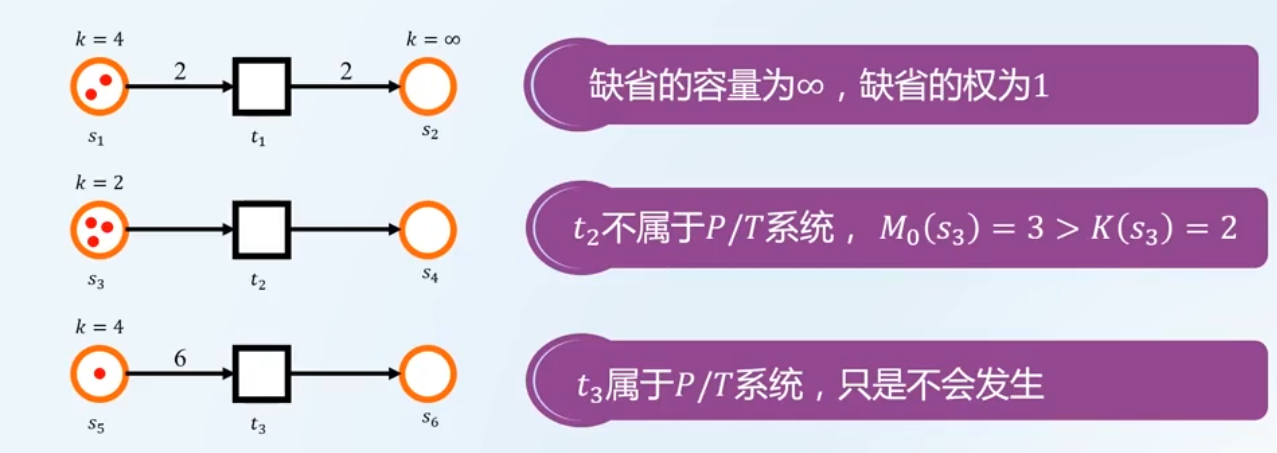 k = 4
k = ∞
2
2
s₁
t₁
s₂
缺省的容量为∞，缺省的权为1
k = 2
s₃
t₂
s₄
t₂不属于P/T系统， M₀(s₃) = 3 > K(s₃) = 2
k = 4
6
s₅
t₃
s₆
t₃属于P/T系统，只是不会发生